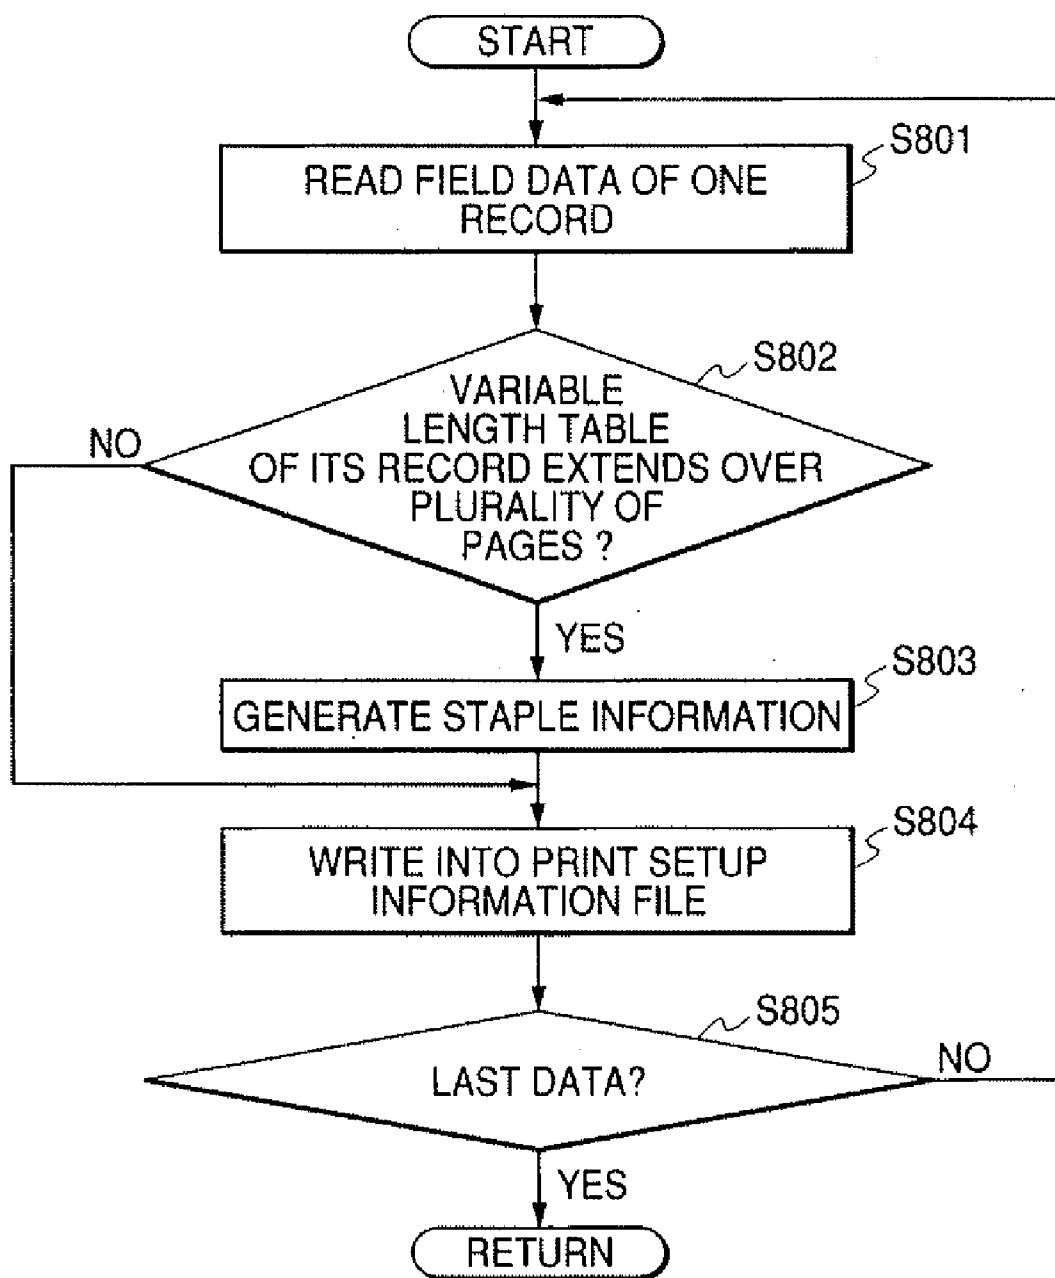 START
S801
READ FIELD DATA OF ONE
RECORD
S802
VARIABLE
LENGTH TABLE
OF ITS RECORD EXTENDS OVER
PLURALITY OF
PAGES ?
NO
YES
S803
GENERATE STAPLE INFORMATION
S804
WRITE INTO PRINT SETUP
INFORMATION FILE
S805
LAST DATA?
NO
YES
RETURN